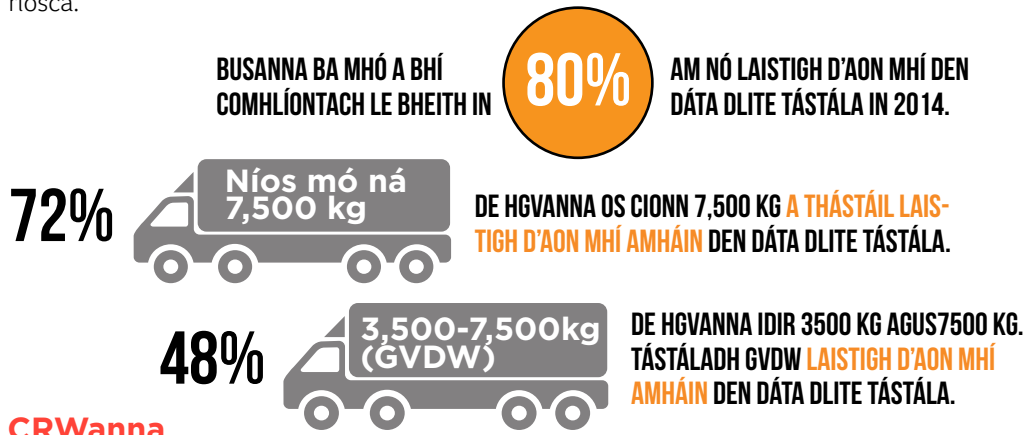 riosca.
BUSANNA BA MHÓ A BHÍ
COMHLÍONTACH LE BHEITH IN
80%
AM NÓ LAISTIGH D'AON MHÍ DEN
DÁTA DLITE TÁSTÁLA IN 2014.
72%
Níos mó ná
7,500 kg
DE HGVANNA OS CIONN 7,500 KG A THÁSTÁIL LAIS-
TIGH D'AON MHÍ AMHÁIN DEN DÁTA DLITE TÁSTÁLA.
48%
3,500-7,500kg
(GVDW)
DE HGVANNA IDIR 3500 KG AGUS7500 KG.
TÁSTÁLADH GVDW LAISTIGH D'AON MHÍ
AMHÁIN DEN DÁTA DLITE TÁSTÁLA.
CRWanna